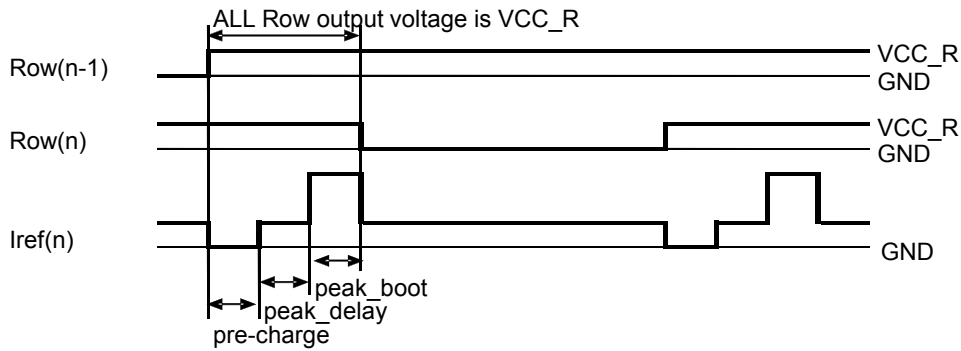 ALL Row output voltage is VCC_R
Row(n-1)
VCC_R
GND
Row(n)
VCC_R
GND
Iref(n)
GND
peak_boot
peak_delay
pre-charge